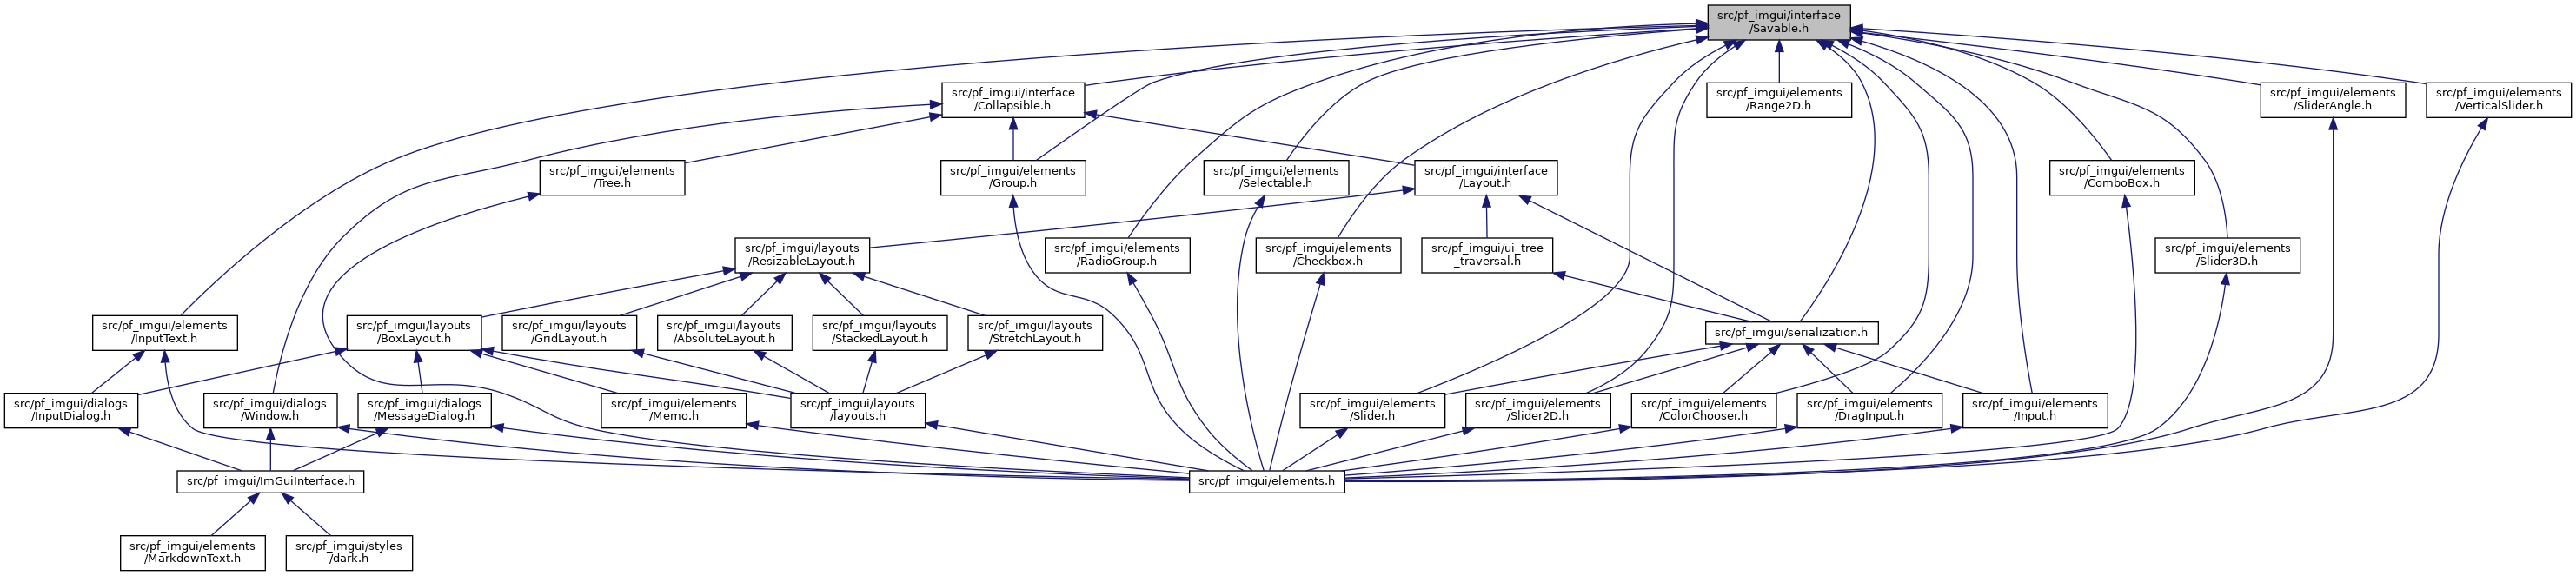 src/pf_imgui/interface
/Savable.h
src/pf_imgui/interface
/Collapsible.h
src/pf_imgui/elements
/Range2D.h
src/pf_imgui/elements
/SliderAngle.h
src/pf_imgui/elements
/VerticalSlider.h
src/pf_imgui/elements
/Tree.h
src/pf_imgui/elements
/Group.h
src/pf_imgui/elements
/Selectable.h
src/pf_imgui/interface
/Layout.h
src/pf_imgui/elements
/ComboBox.h
src/pf_imgui/layouts
/ResizableLayout.h
src/pf_imgui/elements
/RadioGroup.h
src/pf_imgui/elements
/Checkbox.h
src/pf_imgui/ui_tree
_traversal.h
src/pf_imgui/elements
/Slider3D.h
src/pf_imgui/elements
/InputText.h
src/pf_imgui/layouts
/BoxLayout.h
src/pf_imgui/layouts
/GridLayout.h
src/pf_imgui/layouts
/AbsoluteLayout.h
src/pf_imgui/layouts
/StackedLayout.h
src/pf_imgui/layouts
/StretchLayout.h
src/pf_imgui/serialization.h
src/pf_imgui/dialogs
/InputDialog.h
src/pf_imgui/dialogs
/Window.h
src/pf_imgui/dialogs
/MessageDialog.h
src/pf_imgui/elements
/Memo.h
src/pf_imgui/layouts
/layouts.h
src/pf_imgui/elements
/Slider.h
src/pf_imgui/elements
/Slider2D.h
src/pf_imgui/elements
/ColorChooser.h
src/pf_imgui/elements
/DragInput.h
src/pf_imgui/elements
/Input.h
src/pf_imgui/ImGuiInterface.h
src/pf_imgui/elements.h
src/pf_imgui/elements
/MarkdownText.h
src/pf_imgui/styles
/dark.h